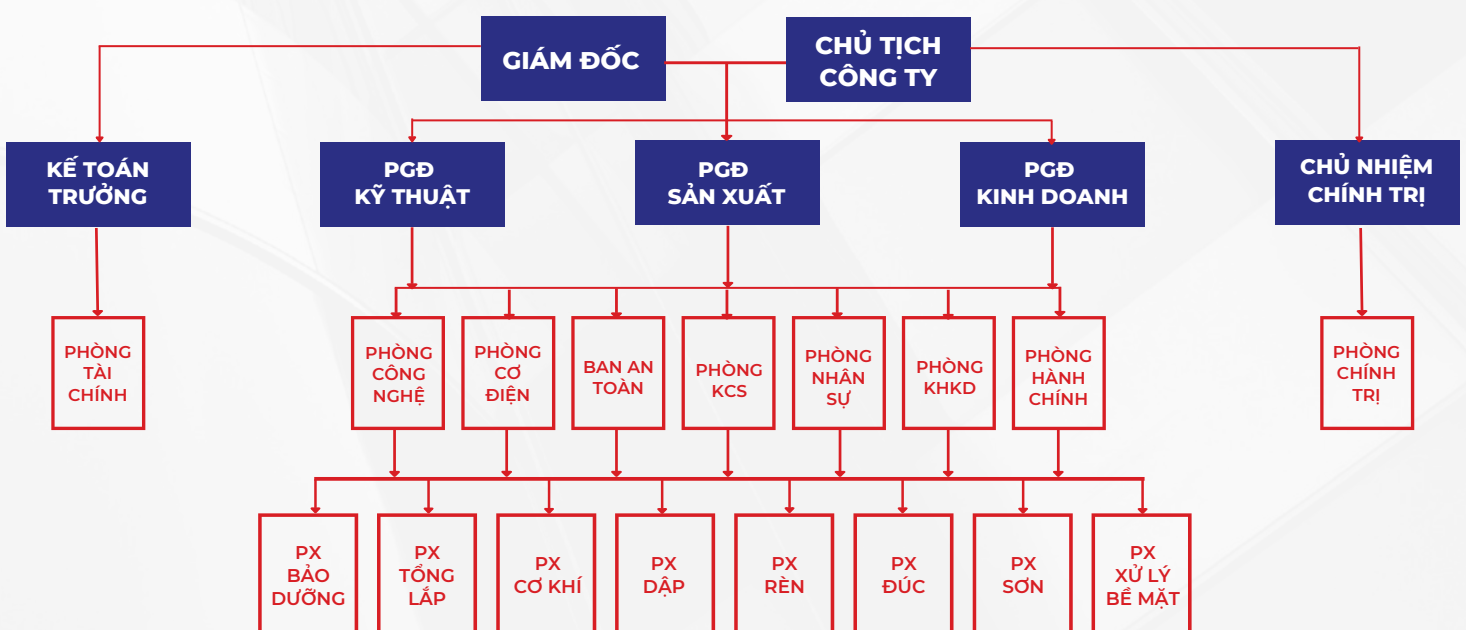 GIÁM ĐỐC
CHỦ TỊCH
CÔNG TY
KẾ TOÁN
TRƯỞNG
PGĐ
KỸ THUẬT
PGĐ
SẢN XUẤT
PGĐ
KINH DOANH
CHỦ NHIỆM
CHÍNH TRỊ
PHÒNG
TÀI
CHÍNH
PHÒNG
CÔNG
NGHỆ
PHÒNG
CƠ
ĐIỆN
BAN AN
TOÀN
PHÒNG
KCS
PHÒNG
NHÂN
SỰ
PHÒNG
KHKD
PHÒNG
HÀNH
CHÍNH
PHÒNG
CHÍNH
TRỊ
PX
BẢO
DƯỠNG
PX
TỔNG
LẮP
PX
CƠ KHÍ
PX
DẬP
PX
RÈN
PX
ĐÚC
PX
SƠN
PX
XỬ LÝ
BỀ MẶT